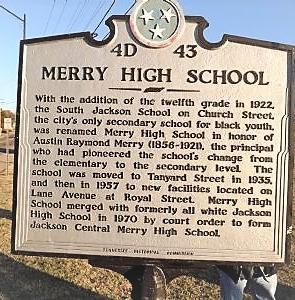 4D 43
MERRY HIGH SCHOOL
With the addition of the twelfth grade in 1922,
the South Jackson School on Church Street,
the city's only secondary school for black youth,
was renamed Merry High School in honor of
Austin Raymond Merry (1856-1921), the principal
who had pioneered the school's change from
the elementary to the secondary level. The
school was moved to Tanyard Street in 1935,
and then in 1957 to new facilities located on
Lane Avenue at Royal Street. Merry High
School merged with formerly all white Jackson
High School in 1970 by court order to form
Jackson Central Merry High School.
TENNESSEE HISTORICAL COMMISSION